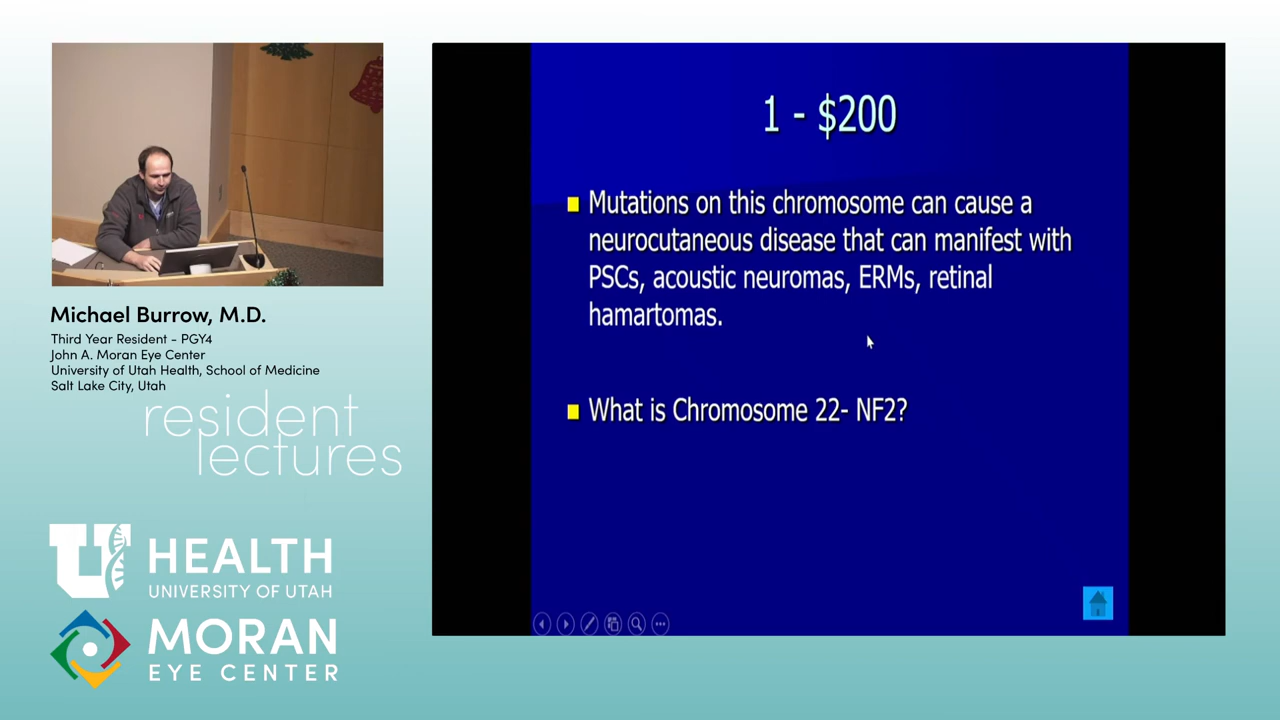 Michael Burrow, M.D.
Third Year Resident - PGY4
John A. Moran Eye Center
University of Utah Health, School of Medicine
Salt Lake City, Utah
resident
lectures
U
HEALTH
UNIVERSITY OF UTAH
MORAN
EYE CENTER
1 - $200
Mutations on this chromosome can cause a
neurocutaneous disease that can manifest with
PSCs, acoustic neuromas, ERMs, retinal
hamartomas.
What is Chromosome 22- NF2?